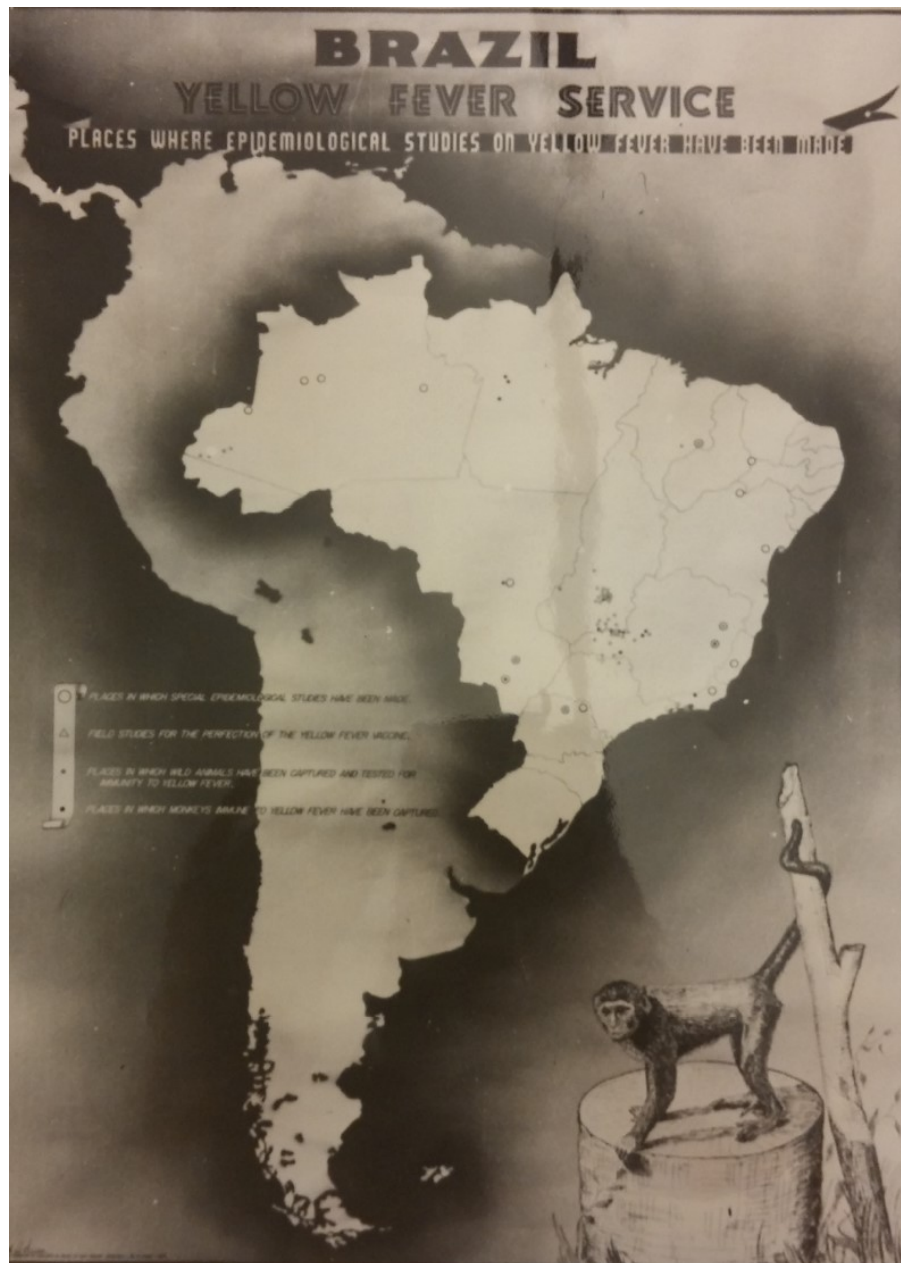 BRAZIL
YELLOW FEVER SERVICE
PLACES WHERE EPIDEMIOLOGICAL STUDIES ON YELLOW FEVER HAVE BEEN MADE
PLACES IN WHICH SPECIAL EPIDEMIOLOGICAL STUDIES HAVE BEEN MADE.
FIELD STUDIES FOR THE PERFECTION OF THE YELLOW FEVER VACCINE.
PLACES IN WHICH WILD ANIMALS HAVE BEEN CAPTURED AND TESTED FOR
IMMUNITY TO YELLOW FEVER.
PLACES IN WHICH MONKEYS IMMUNE TO YELLOW FEVER HAVE BEEN CAPTURED.